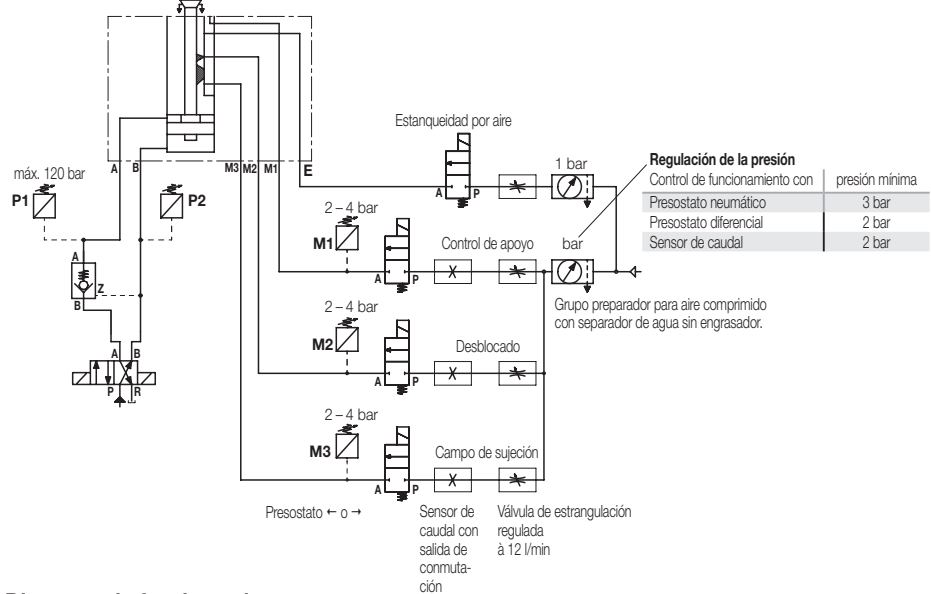 Estanqueidad por aire
1 bar
Regulación de la presión
Control de funcionamiento con presión mínima
Presostato neumático 3 bar
Presostato diferencial 2 bar
Sensor de caudal 2 bar
A B M3 M2 M1 E
máx. 120 bar
P1 P2
A P
2 – 4 bar
M1
Control de apoyo
bar
A P
A
Z
B
Grupo preparador para aire comprimido
con separador de agua sin engrasador.
2 – 4 bar
M2
Desblocado
A P
A B
P R
2 – 4 bar
M3
Campo de sujeción
A P
Presostato ← o →
Sensor de
caudal con
salida de
conmuta-
ción
Válvula de estrangulación
regulada
à 12 l/min